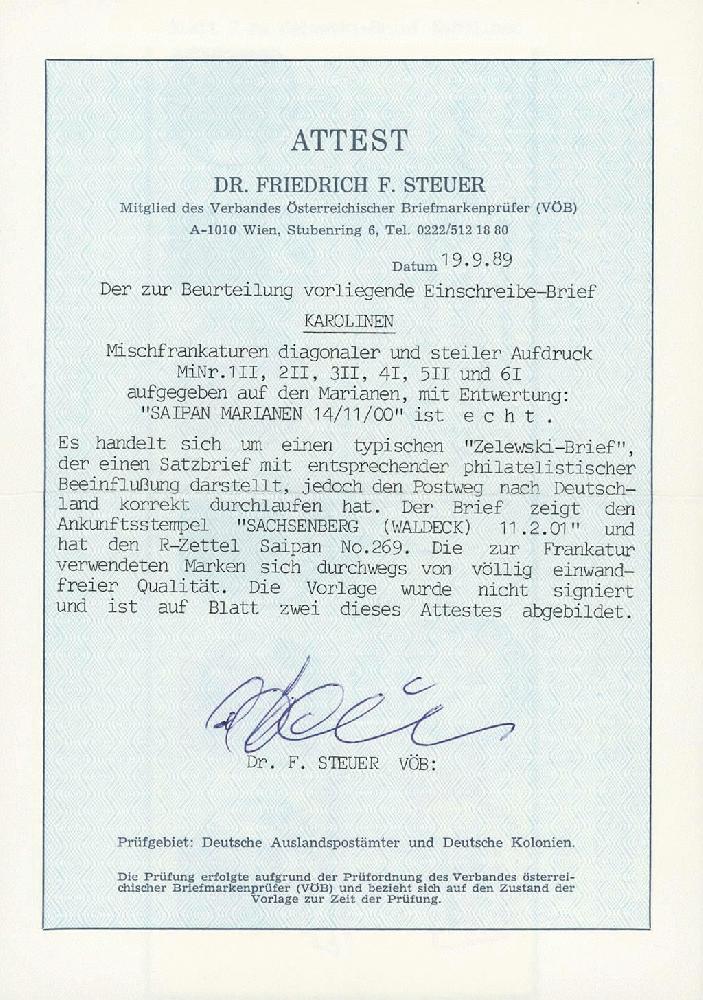 ATTEST
DR. FRIEDRICH F. STEUER
Mitglied des Verbandes Österreichischer Briefmarkenprüfer (VÖB)
A-1010 Wien, Stubenring 6, Tel. 0222/512 18 80
Datum 19.9.89
Der zur Beurteilung vorliegende Einschreibe-Brief
KAROLINEN
Mischfrankaturen diagonaler und steiler Aufdruck
MiNr.1II, 2II, 3II, 4I, 5II und 6I
aufgegeben auf den Marianen, mit Entwertung:
"SAIPAN MARIANEN 14/11/00" ist e c h t .
Es handelt sich um einen typischen "Zelewski-Brief",
der einen Satzbrief mit entsprechender philatelistischer
Beeinflußung darstellt, jedoch den Postweg nach Deutsch-
land korrekt durchlaufen hat. Der Brief zeigt den
Ankunftsstempel "SACHSENBERG (WALDECK) 11.2.01" und
hat den R-Zettel Saipan No.269. Die zur Frankatur
verwendeten Marken sich durchwegs von völlig einwand-
freier Qualität. Die Vorlage wurde nicht signiert
und ist auf Blatt zwei dieses Attestes abgebildet.
Dr. F. STEUER VÖB:
Prüfgebiet: Deutsche Auslandspostämter und Deutsche Kolonien.
Die Prüfung erfolgte aufgrund der Prüfordnung des Verbandes österrei-
chischer Briefmarkenprüfer (VÖB) und bezieht sich auf den Zustand der
Vorlage zur Zeit der Prüfung.